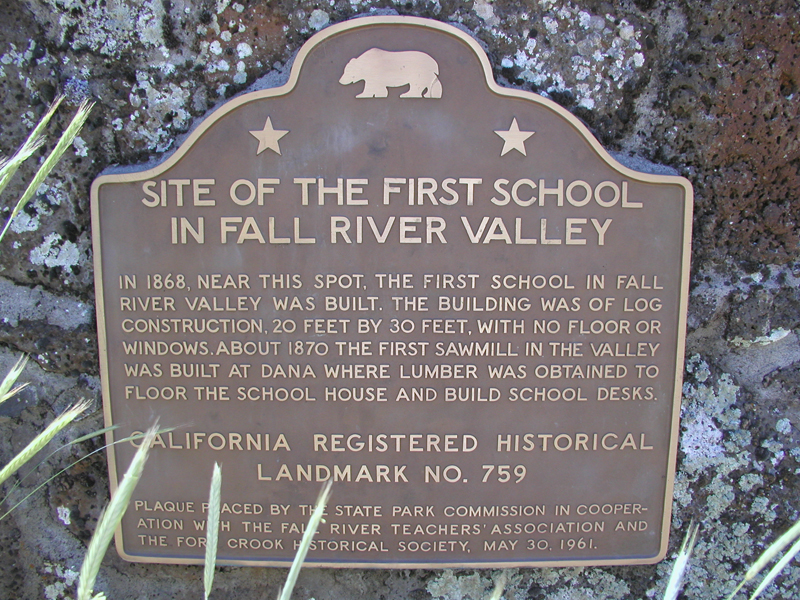 SITE OF THE FIRST SCHOOL
IN FALL RIVER VALLEY
IN 1868, NEAR THIS SPOT, THE FIRST SCHOOL IN FALL
RIVER VALLEY WAS BUILT. THE BUILDING WAS OF LOG
CONSTRUCTION, 20 FEET BY 30 FEET, WITH NO FLOOR OR
WINDOWS. ABOUT 1870 THE FIRST SAWMILL IN THE VALLEY
WAS BUILT AT DANA WHERE LUMBER WAS OBTAINED TO
FLOOR THE SCHOOL HOUSE AND BUILD SCHOOL DESKS.
CALIFORNIA REGISTERED HISTORICAL
LANDMARK NO. 759
PLAQUE PLACED BY THE STATE PARK COMMISSION IN COOPER-
ATION WITH THE FALL RIVER TEACHERS' ASSOCIATION AND
THE FORT CROOK HISTORICAL SOCIETY, MAY 30, 1961.